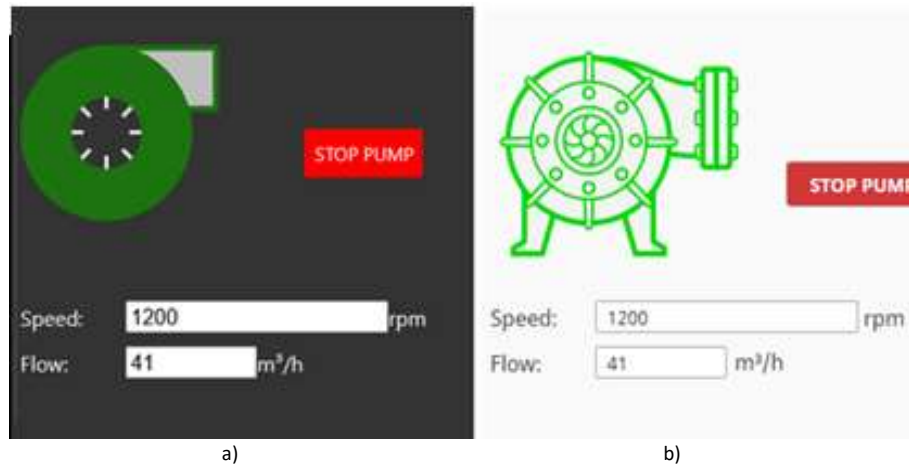 STOP PUMP
Speed: 1200 rpm
Flow: 41 m³/h
a)
STOP PUMP
Speed: 1200 rpm
Flow: 41 m³/h
b)